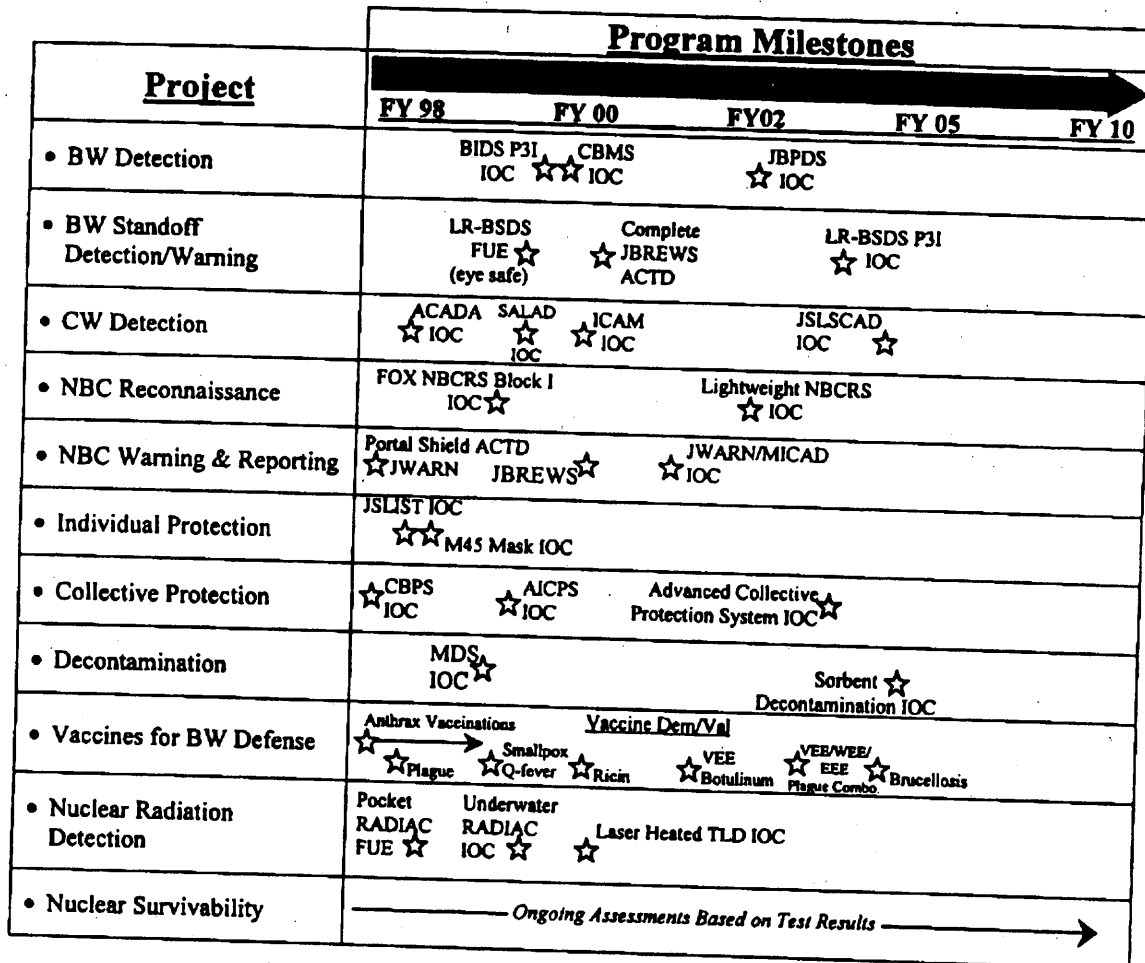 Program Milestones
Project
FY 98 FY 00 FY02 FY 05 FY 10
• BW Detection
BIDS P3I
IOC
CBMS
IOC
JBPDS
IOC
• BW Standoff
Detection/Warning
LR-BSDS
FUE
(eye safe)
Complete
JBREWS
ACTD
LR-BSDS P3I
IOC
• CW Detection
ACADA
IOC
SALAD
IOC
ICAM
IOC
JSLSCAD
IOC
• NBC Reconnaissance
FOX NBCRS Block I
IOC
Lightweight NBCRS
IOC
• NBC Warning & Reporting
Portal Shield ACTD
JWARN
JBREWS
JWARN/MICAD
IOC
• Individual Protection
JSLIST IOC
M45 Mask IOC
• Collective Protection
CBPS
IOC
AICPS
IOC
Advanced Collective
Protection System IOC
• Decontamination
MDS
IOC
Sorbent
Decontamination IOC
• Vaccines for BW Defense
Anthrax Vaccinations
Vaccine Dem/Val
Plague
Smallpox
Q-fever
Ricin
VEE
Botulinum
VEE/WEE/
EEE
Plague Combo.
Brucellosis
• Nuclear Radiation
Detection
Pocket
RADIAC
FUE
Underwater
RADIAC
IOC
Laser Heated TLD IOC
• Nuclear Survivability
Ongoing Assessments Based on Test Results